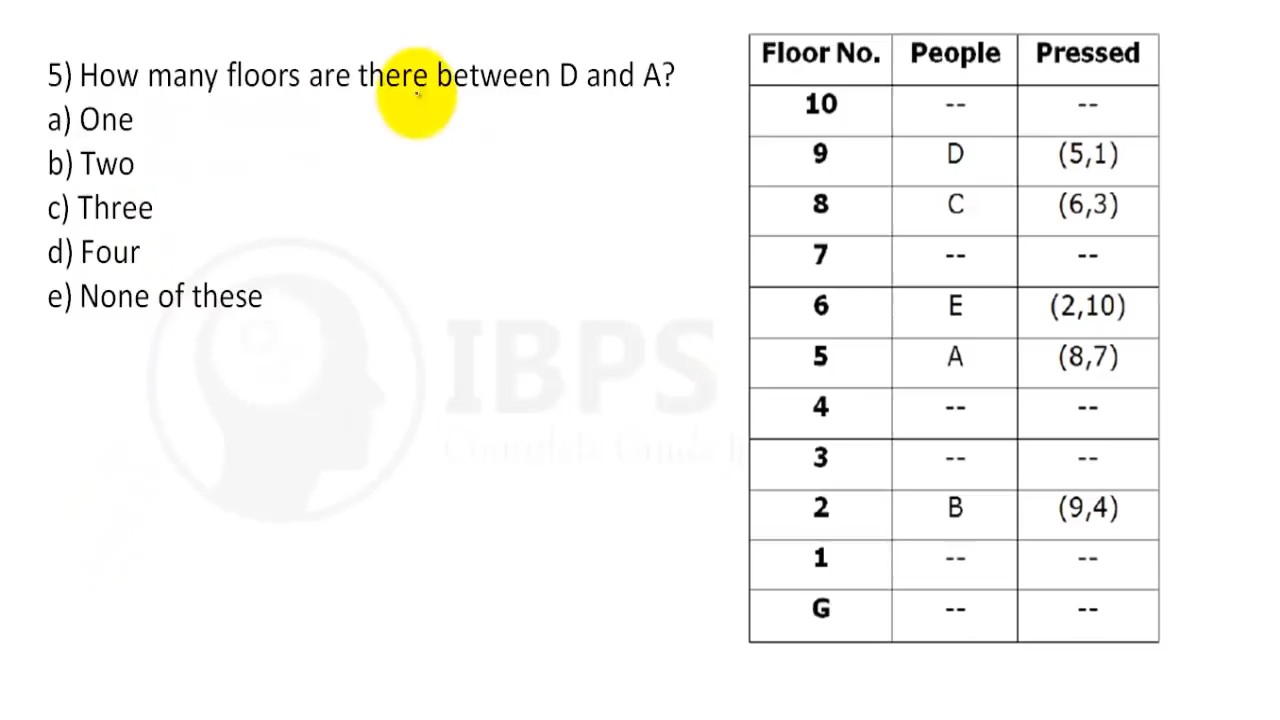 5) How many floors are there between D and A?
a) One
b) Two
c) Three
d) Four
e) None of these
IBPS
Complete Guide
Floor No. People Pressed
10 -- --
9 D (5,1)
8 C (6,3)
7 -- --
6 E (2,10)
5 A (8,7)
4 -- --
3 -- --
2 B (9,4)
1 -- --
G -- --